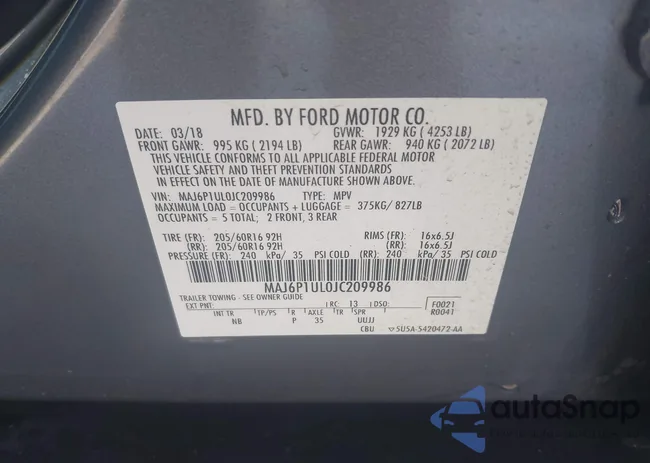 MFD. BY FORD MOTOR CO.
DATE: 03/18 GVWR: 1929 KG ( 4253 LB)
FRONT GAWR: 995 KG ( 2194 LB) REAR GAWR: 940 KG ( 2072 LB)
THIS VEHICLE CONFORMS TO ALL APPLICABLE FEDERAL MOTOR
VEHICLE SAFETY AND THEFT PREVENTION STANDARDS
IN EFFECT ON THE DATE OF MANUFACTURE SHOWN ABOVE.
VIN: MAJ6P1UL0JC209986 TYPE: MPV
MAXIMUM LOAD = OCCUPANTS + LUGGAGE = 375KG/ 827LB
OCCUPANTS = 5 TOTAL; 2 FRONT, 3 REAR
TIRE (FR): 205/60R16 92H RIMS (FR): 16x6.5J
(RR): 205/60R16 92H (RR): 16x6.5J
PRESSURE (FR): 240 kPa/ 35 PSI COLD (RR): 240 kPa/ 35 PSI COLD
MAJ6P1UL0JC209986
TRAILER TOWING - SEE OWNER GUIDE
EXT PNT: RC: 13 DSO: F0021
R0041
INT TR TP/PS R AXLE TR SPR
NB P 35 UUJJ
CBU 5U5A-5420472-AA
autoSnap